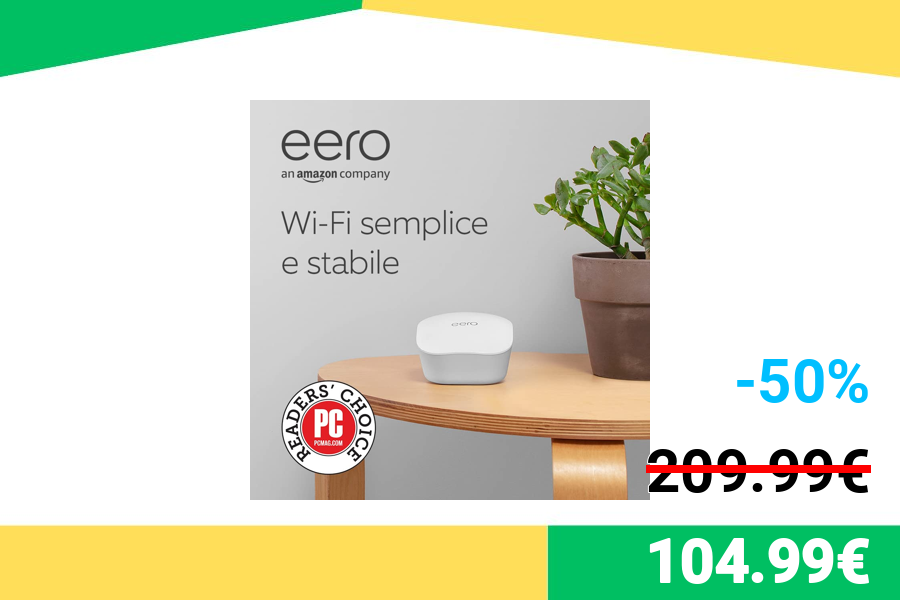 eero
an amazon company
Wi-Fi semplice
e stabile
eero
READERS' CHOICE
PC
PCMAG.COM
-50%
209.99€
104.99€